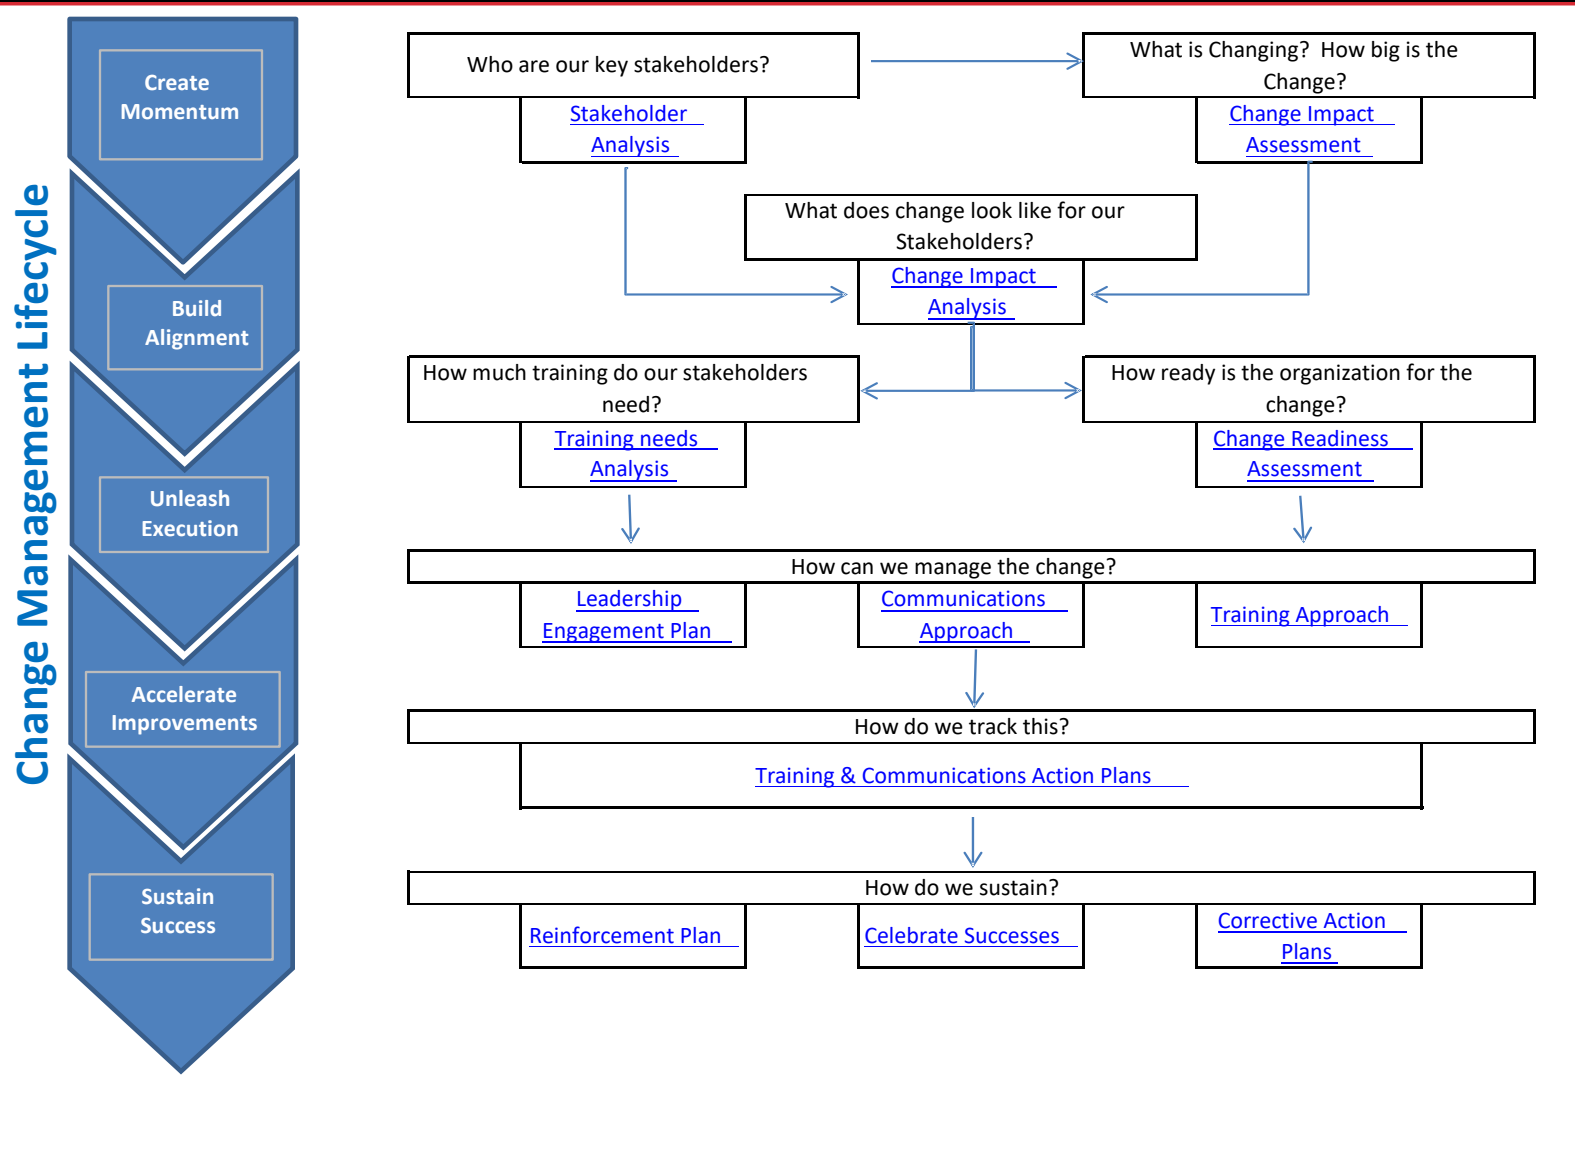 Change Management Lifecycle
Create
Momentum
Build
Alignment
Unleash
Execution
Accelerate
Improvements
Sustain
Success
Who are our key stakeholders?
Stakeholder
Analysis
What is Changing?  How big is the
Change?
Change Impact
Assessment
What does change look like for our
Stakeholders?
Change Impact
Analysis
How much training do our stakeholders
need?
Training needs
Analysis
How ready is the organization for the
change?
Change Readiness
Assessment
How can we manage the change?
Leadership
Engagement Plan
Communications
Approach
Training Approach
How do we track this?
Training & Communications Action Plans
How do we sustain?
Reinforcement Plan
Celebrate Successes
Corrective Action
Plans